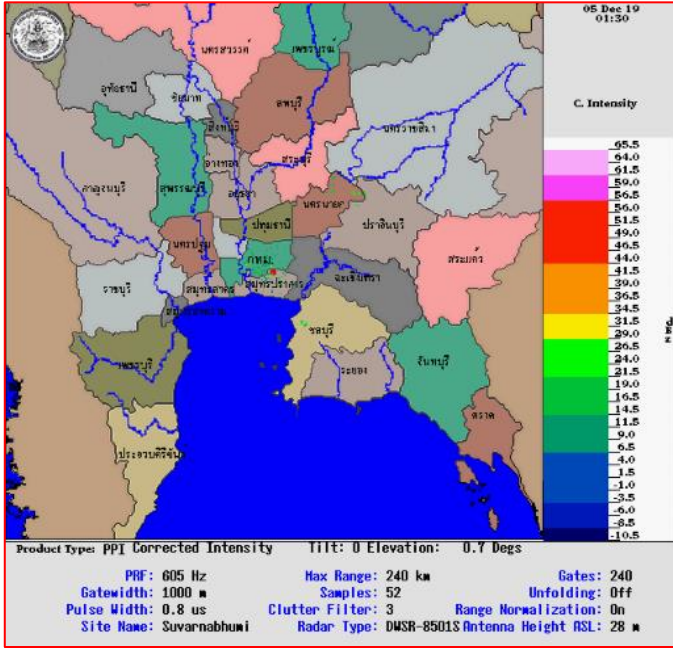 05 Dec 19
01:30
C. Intensity
65.5
64.0
61.5
59.0
56.5
56.0
51.5
49.0
46.5
44.0
41.5
39.0
36.5
34.0
31.5
29.0
26.5
24.0
21.5
19.0
16.5
14.5
11.5
9.0
6.0
4.0
1.5
-1.0
-3.5
-6.0
-8.5
-10.5
นครสวรรค์
เพชรบูรณ์
อุทัยธานี
ชัยนาท
ลพบุรี
สิงห์บุรี
นครราชสีมา
อ่างทอง
สระบุรี
กาญจนบุรี
สุพรรณบุรี
อยุธยา
นครนายก
ปทุมธานี
ปราจีนบุรี
นครปฐม
กทม.
สระแก้ว
ราชบุรี
สมุทรสาคร
สมุทรปราการ
ฉะเชิงเทรา
ชลบุรี
เพชรบุรี
ระยอง
จันทบุรี
ตราด
ประจวบคีรีขันธ์
Product Type: PPI Corrected Intensity Tilt: 0 Elevation: 0.7 Degs
PRF: 605 Hz Max Range: 240 km Gates: 240
Gatewidth: 1000 m Samples: 52 Unfolding: Off
Pulse Width: 0.8 us Clutter Filter: 3 Range Normalization: On
Site Name: Suvarnabhumi Radar Type: DWSR-8501S Antenna Height ASL: 28 m